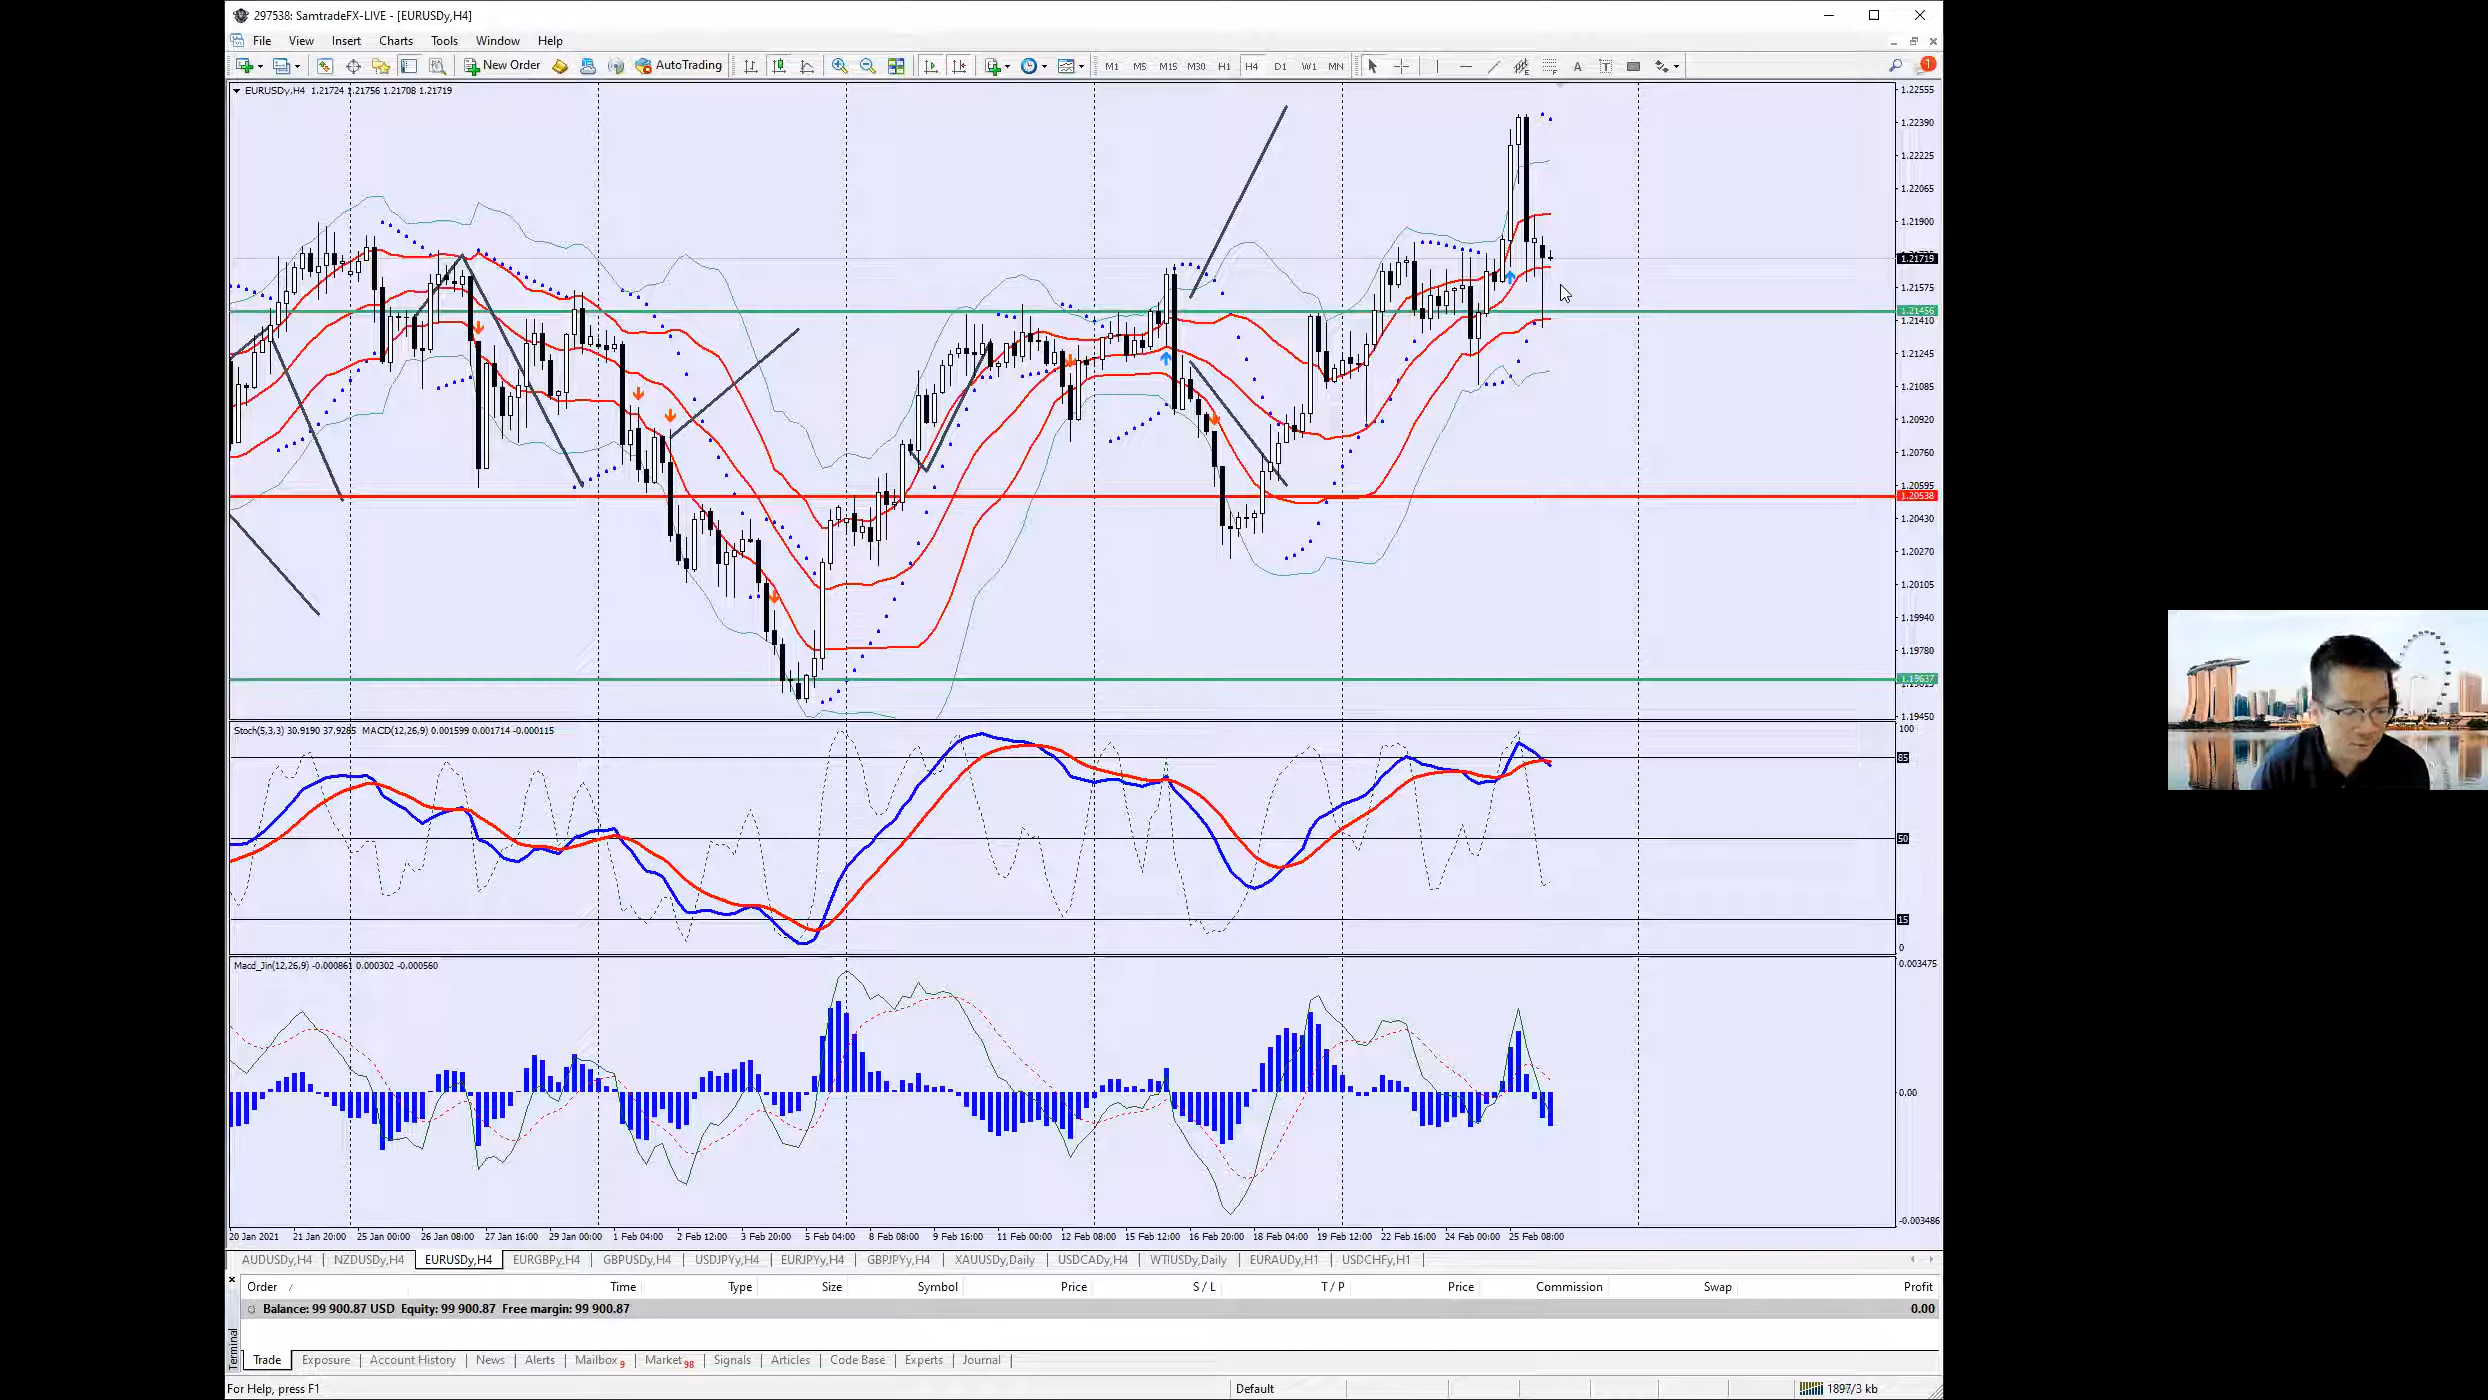 297538: SamtradeFX-LIVE - [EURUSDy,H4]
File View Insert Charts Tools Window Help
New Order AutoTrading M1 M5 M15 M30 H1 H4 D1 W1 MN A T 1
EURUSDy,H4 1.21724 1.21756 1.21708 1.21719
1.22555
1.22390
1.22225
1.22065
1.21900
1.21719
1.21575
1.21456
1.21410
1.21245
1.21085
1.20920
1.20760
1.20595
1.20538
1.20430
1.20270
1.20105
1.19940
1.19780
1.19637
1.19450
Stoch(5,3,3) 30.9190 37.9285 MACD(12,26,9) 0.001599 0.001714 -0.000115
100
85
50
15
0
Macd_Jin(12,26,9) -0.000861 0.000302 -0.000560
0.003475
0.00
-0.003486
20 Jan 2021 21 Jan 20:00 25 Jan 00:00 26 Jan 08:00 27 Jan 16:00 29 Jan 00:00 1 Feb 04:00 2 Feb 12:00 3 Feb 20:00 5 Feb 04:00 8 Feb 08:00 9 Feb 16:00 11 Feb 00:00 12 Feb 08:00 15 Feb 12:00 16 Feb 20:00 18 Feb 04:00 19 Feb 12:00 22 Feb 16:00 24 Feb 00:00 25 Feb 08:00
AUDUSDy,H4 NZDUSDy,H4 EURUSDy,H4 EURGBPy,H4 GBPUSDy,H4 USDJPYy,H4 EURJPYy,H4 GBPJPYy,H4 XAUUSDy,Daily USDCADy,H4 WTIUSDy,Daily EURAUDy,H1 USDCHFy,H1
Order / Time Type Size Symbol Price S / L T / P Price Commission Swap Profit
Balance: 99 900.87 USD Equity: 99 900.87 Free margin: 99 900.87 0.00
Terminal
Trade Exposure Account History News Alerts Mailbox 9 Market 98 Signals Articles Code Base Experts Journal
For Help, press F1 Default 1897/3 kb